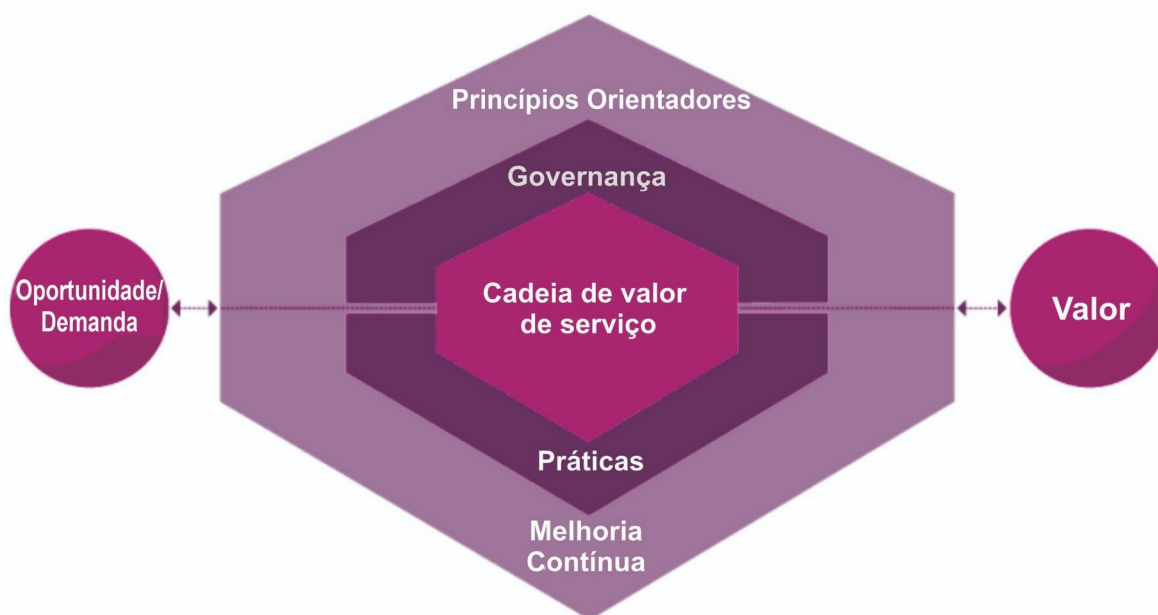 Princípios Orientadores
Governança
Oportunidade/
Demanda
Cadeia de valor
de serviço
Valor
Práticas
Melhoria
Contínua